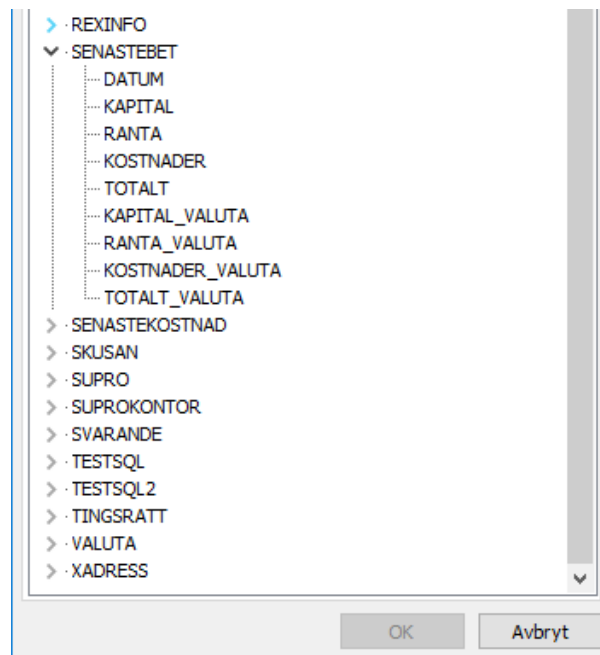 REXINFO
SENASTEBET
DATUM
KAPITAL
RANTA
KOSTNADER
TOTALT
KAPITAL_VALUTA
RANTA_VALUTA
KOSTNADER_VALUTA
TOTALT_VALUTA
SENASTEKOSTNAD
SKUSAN
SUPRO
SUPROKONTOR
SVARANDE
TESTSQL
TESTSQL2
TINGSRATT
VALUTA
XADRESS
OK Avbryt